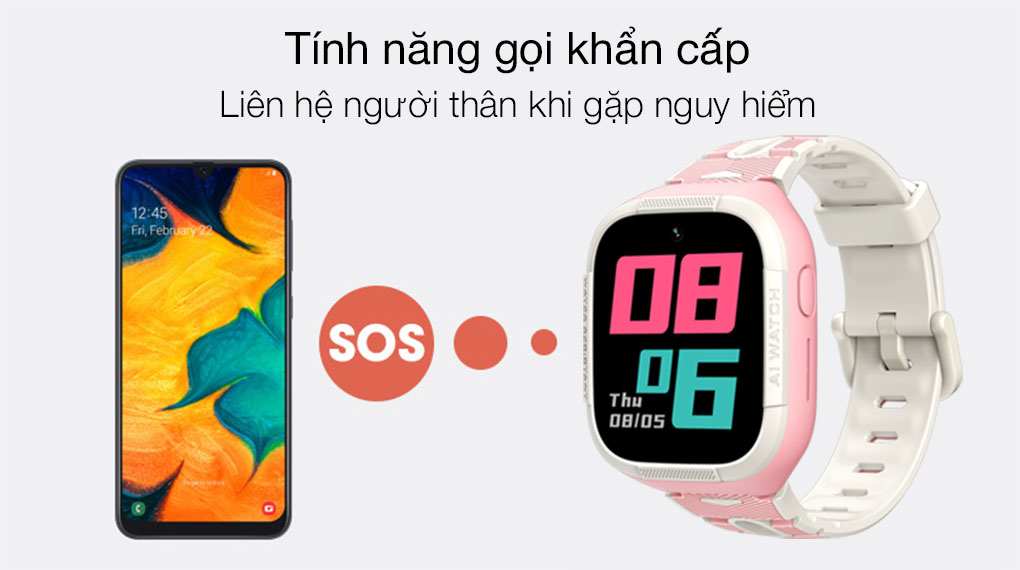 Tính năng gọi khẩn cấp
Liên hệ người thân khi gặp nguy hiểm
12:45
Fri, February 22
SOS
08
06
Thu
08/05
AI WATCH